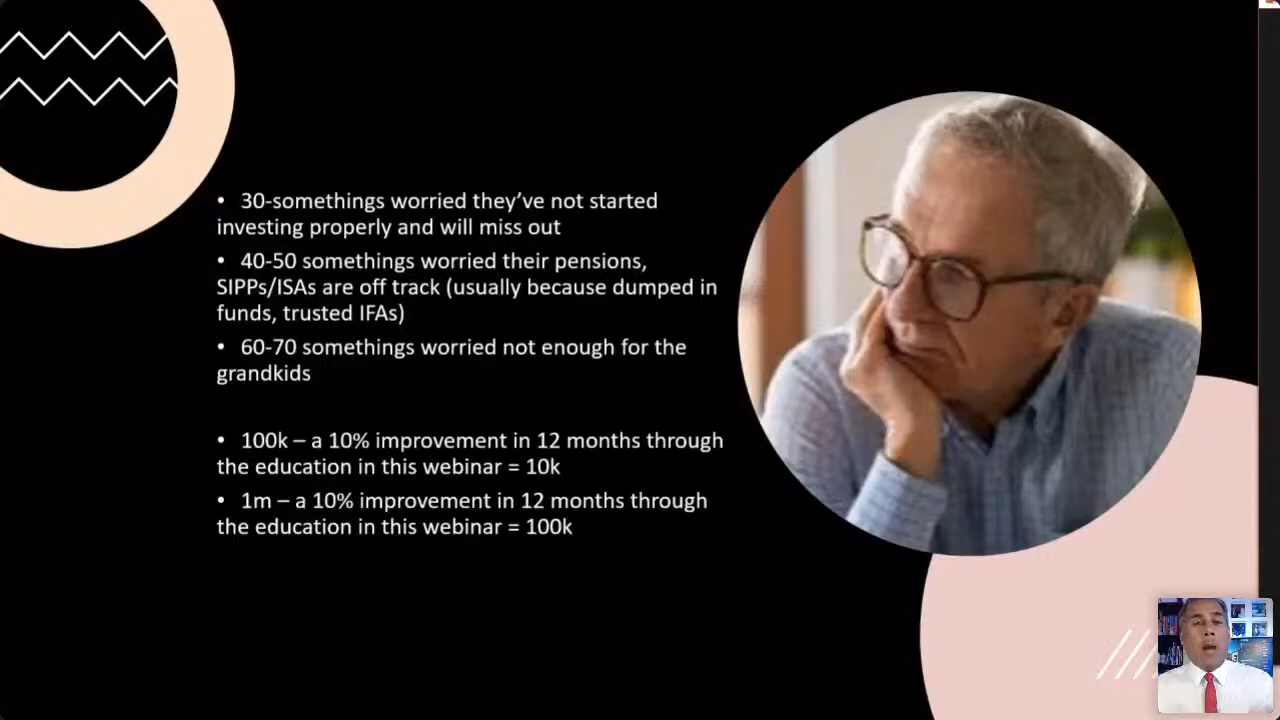 • 30-somethings worried they’ve not started
investing properly and will miss out
• 40-50 somethings worried their pensions,
SIPPs/ISAs are off track (usually because dumped in
funds, trusted IFAs)
• 60-70 somethings worried not enough for the
grandkids
• 100k – a 10% improvement in 12 months through
the education in this webinar = 10k
• 1m – a 10% improvement in 12 months through
the education in this webinar = 100k